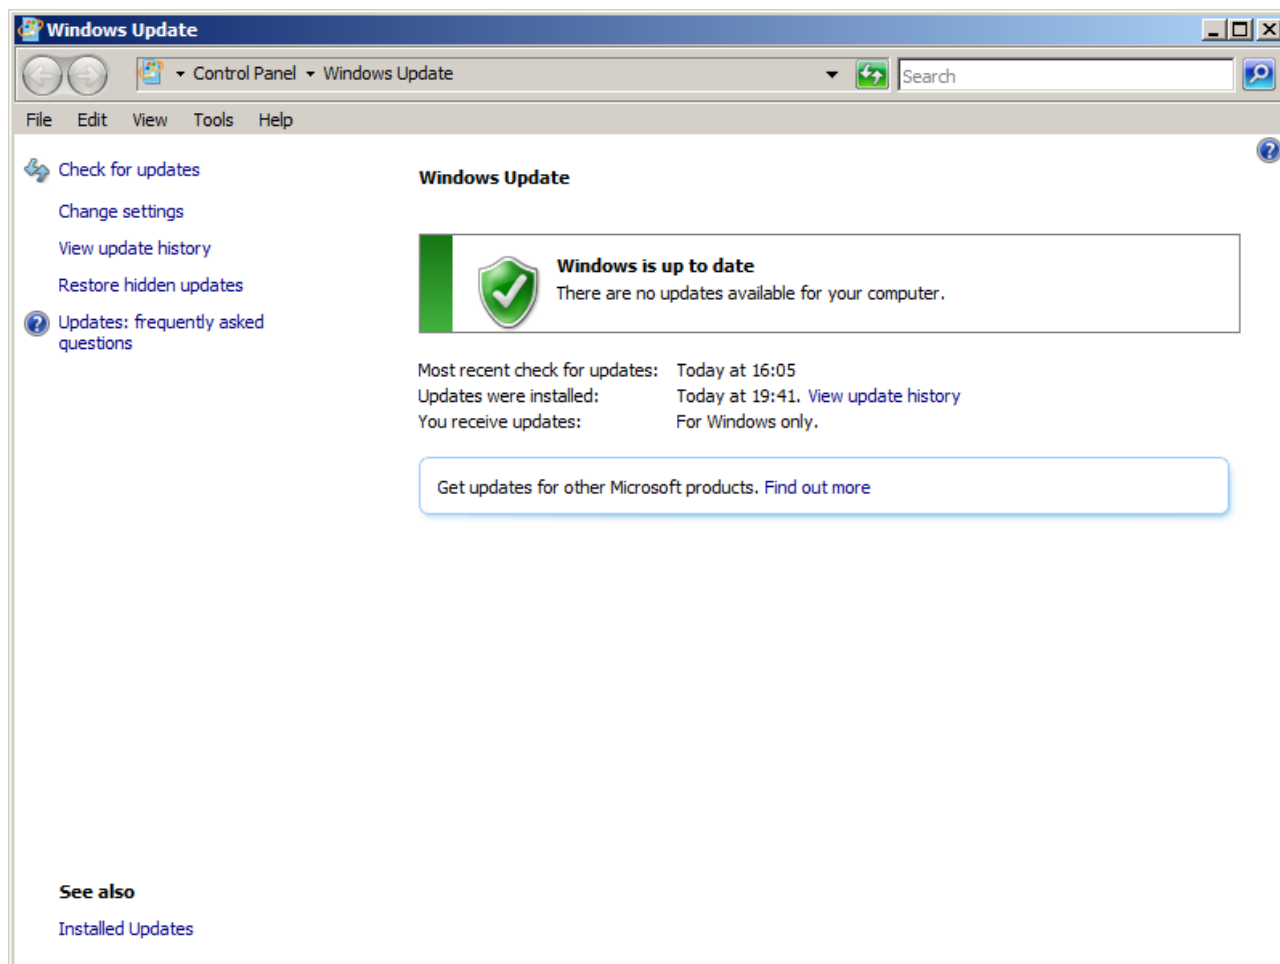 Windows Update
Control Panel Windows Update
Search
File Edit View Tools Help
Check for updates
Change settings
View update history
Restore hidden updates
Updates: frequently asked
questions
Windows Update
Windows is up to date
There are no updates available for your computer.
Most recent check for updates: Today at 16:05
Updates were installed: Today at 19:41. View update history
You receive updates: For Windows only.
Get updates for other Microsoft products. Find out more
See also
Installed Updates